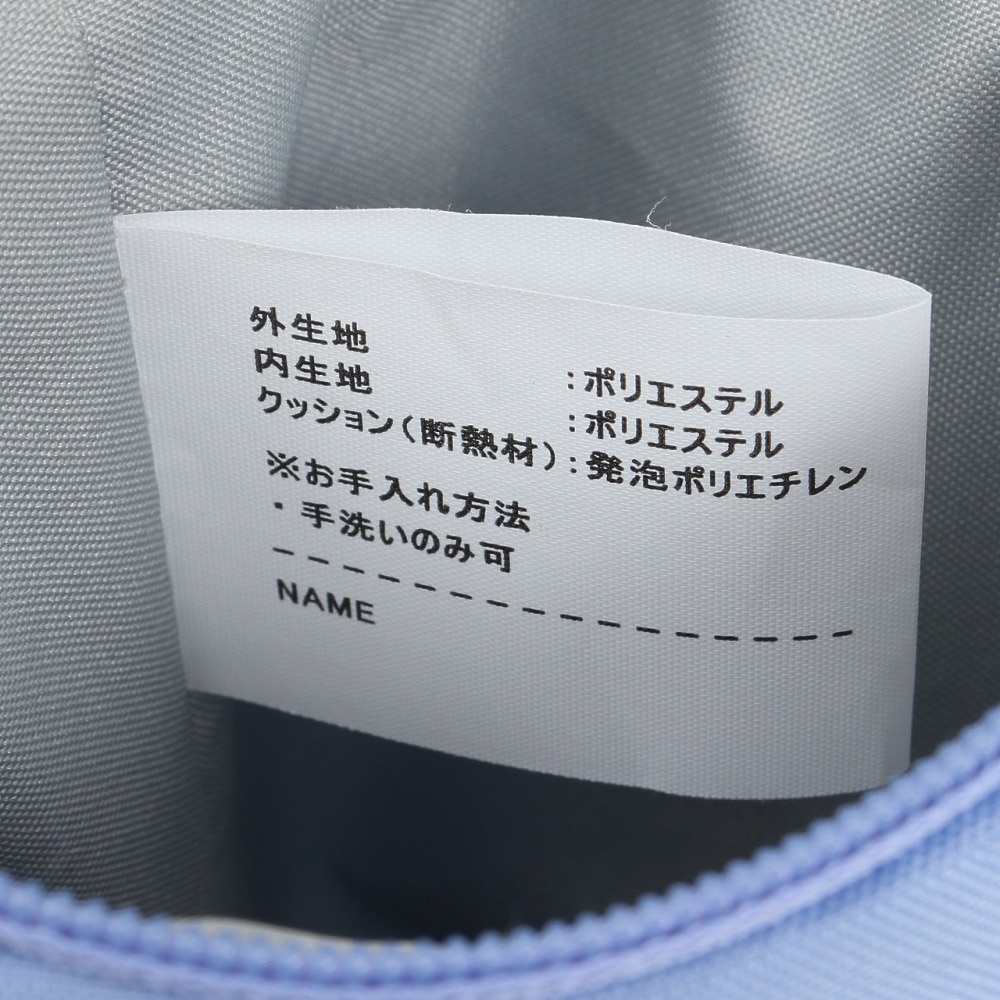 外生地 :ポリエステル
内生地 :ポリエステル
クッション(断熱材):発泡ポリエチレン
※お手入れ方法
・手洗いのみ可
NAME